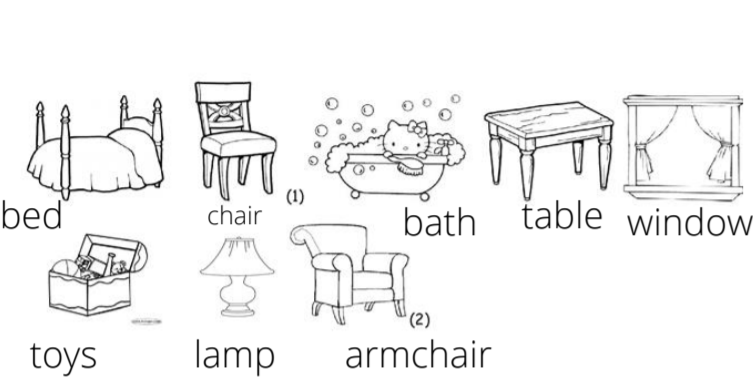 (1)
bed chair bath table window
(2)
toys lamp armchair